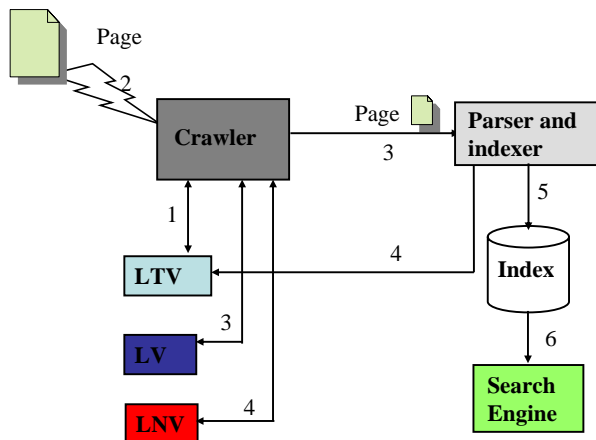 Page
2
Crawler
Page
3
Parser and
indexer
1
5
4
LTV
Index
3
LV
6
4
LNV
Search
Engine